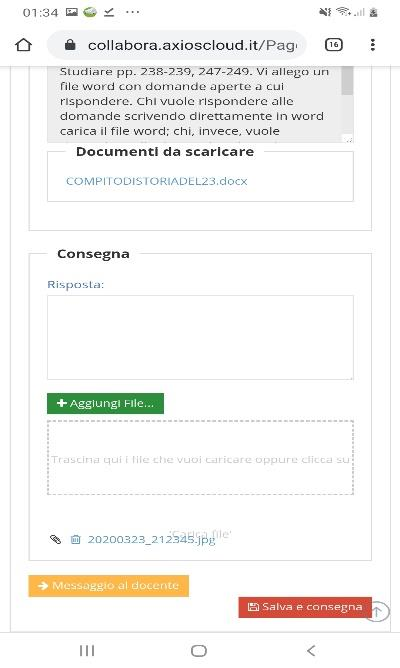 01:34
collabora.axioscloud.it/Pag
16
Studiare pp. 238-239, 247-249. Vi allego un
file word con domande aperte a cui
rispondere. Chi vuole rispondere alle
domande scrivendo direttamente in word
carica il file word; chi, invece, vuole
Documenti da scaricare
COMPITODISTORIADEL23.docx
Consegna
Risposta:
+ Aggiungi File...
Trascina qui i file che vuoi caricare oppure clicca su
'Carica file'
20200323_212345.jpg
→ Messaggio al docente
Salva e consegna